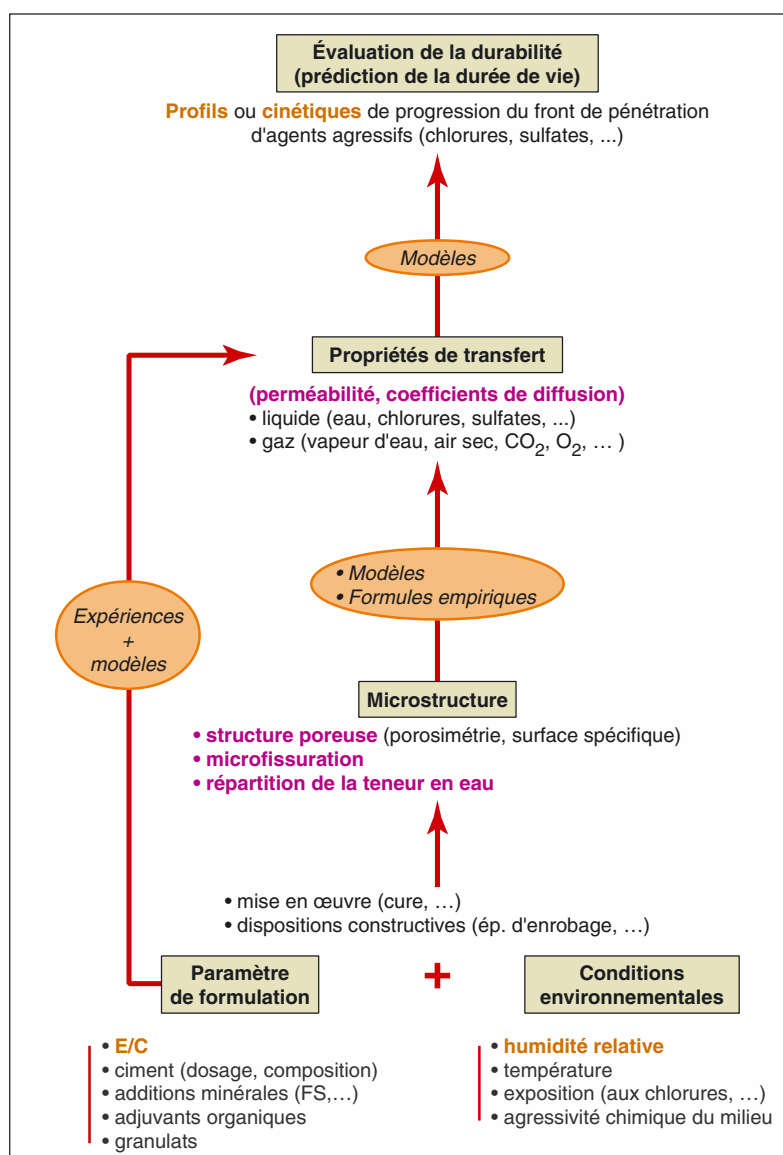 Évaluation de la durabilité
(prédiction de la durée de vie)
Profils ou cinétiques de progression du front de pénétration
d'agents agressifs (chlorures, sulfates, ...)
Modèles
Propriétés de transfert
(perméabilité, coefficients de diffusion)
• liquide (eau, chlorures, sulfates, ...)
• gaz (vapeur d'eau, air sec, CO2, O2, … )
• Modèles
• Formules empiriques
Expériences
+
modèles
Microstructure
• structure poreuse (porosimétrie, surface spécifique)
• microfissuration
• répartition de la teneur en eau
• mise en œuvre (cure, …)
• dispositions constructives (ép. d'enrobage, …)
Paramètre
de formulation
+
Conditions
environnementales
• E/C
• ciment (dosage, composition)
• additions minérales (FS,…)
• adjuvants organiques
• granulats
• humidité relative
• température
• exposition (aux chlorures, …)
• agressivité chimique du milieu